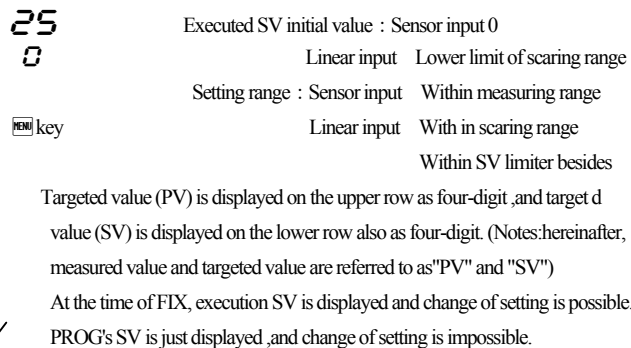 25 Executed SV initial value：Sensor input 0
0 Linear input Lower limit of scaring range
Setting range：Sensor input Within measuring range
MENU key Linear input With in scaring range
Within SV limiter besides
Targeted value (PV) is displayed on the upper row as four-digit ,and target d
value (SV) is displayed on the lower row also as four-digit. (Notes:hereinafter,
measured value and targeted value are referred to as"PV" and "SV")
At the time of FIX, execution SV is displayed and change of setting is possible.
PROG's SV is just displayed ,and change of setting is impossible.